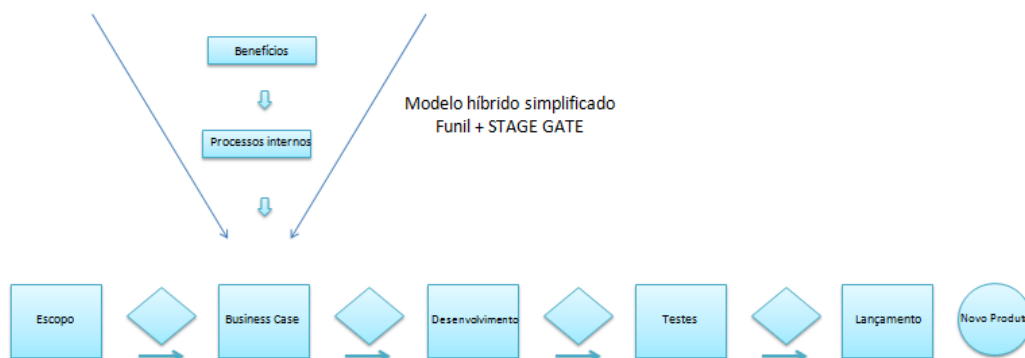 Benefícios
Modelo híbrido simplificado
Funil + STAGE GATE
Processos internos
Escopo
Business Case
Desenvolvimento
Testes
Lançamento
Novo Produt